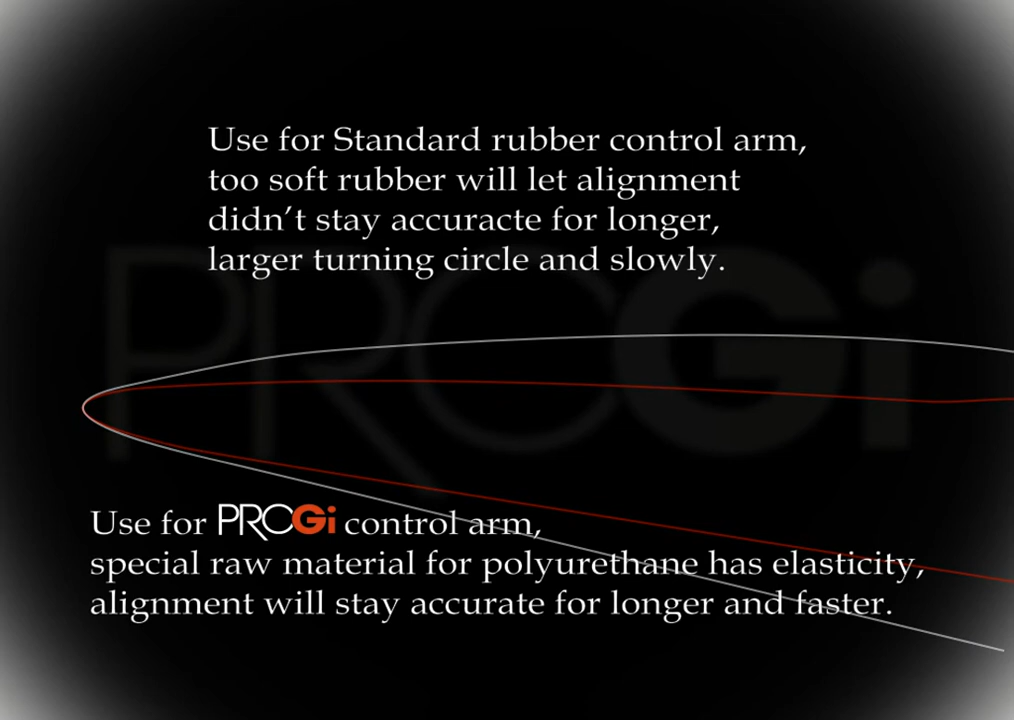 Use for Standard rubber control arm,
too soft rubber will let alignment
didn’t stay accuracte for longer,
larger turning circle and slowly.
PROGi
Use for PROGi control arm,
special raw material for polyurethane has elasticity,
alignment will stay accurate for longer and faster.